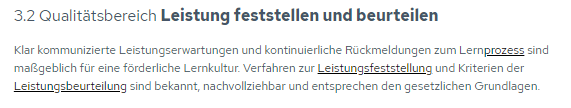 3.2 Qualitätsbereich Leistung feststellen und beurteilen
Klar kommunizierte Leistungserwartungen und kontinuierliche Rückmeldungen zum Lernprozess sind
maßgeblich für eine förderliche Lernkultur. Verfahren zur Leistungsfeststellung und Kriterien der
Leistungsbeurteilung sind bekannt, nachvollziehbar und entsprechen den gesetzlichen Grundlagen.